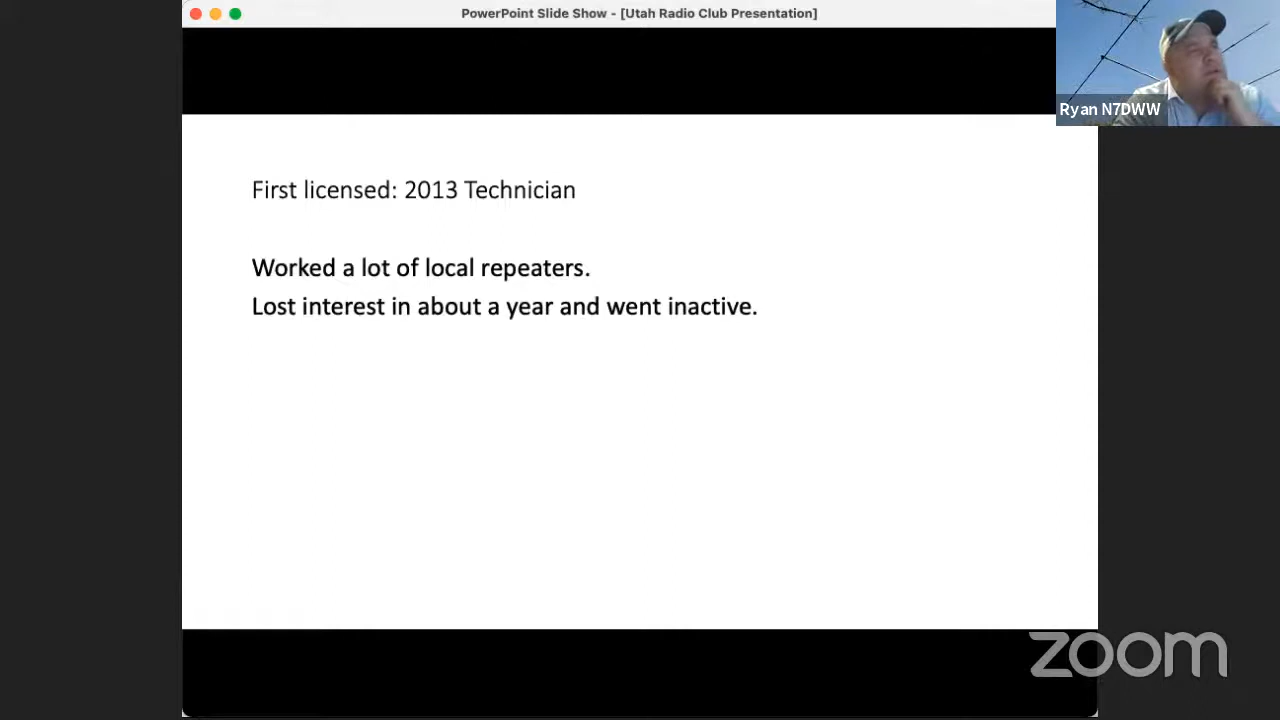 PowerPoint Slide Show - [Utah Radio Club Presentation]
Ryan N7DWW
First licensed: 2013 Technician
Worked a lot of local repeaters.
Lost interest in about a year and went inactive.
zoom